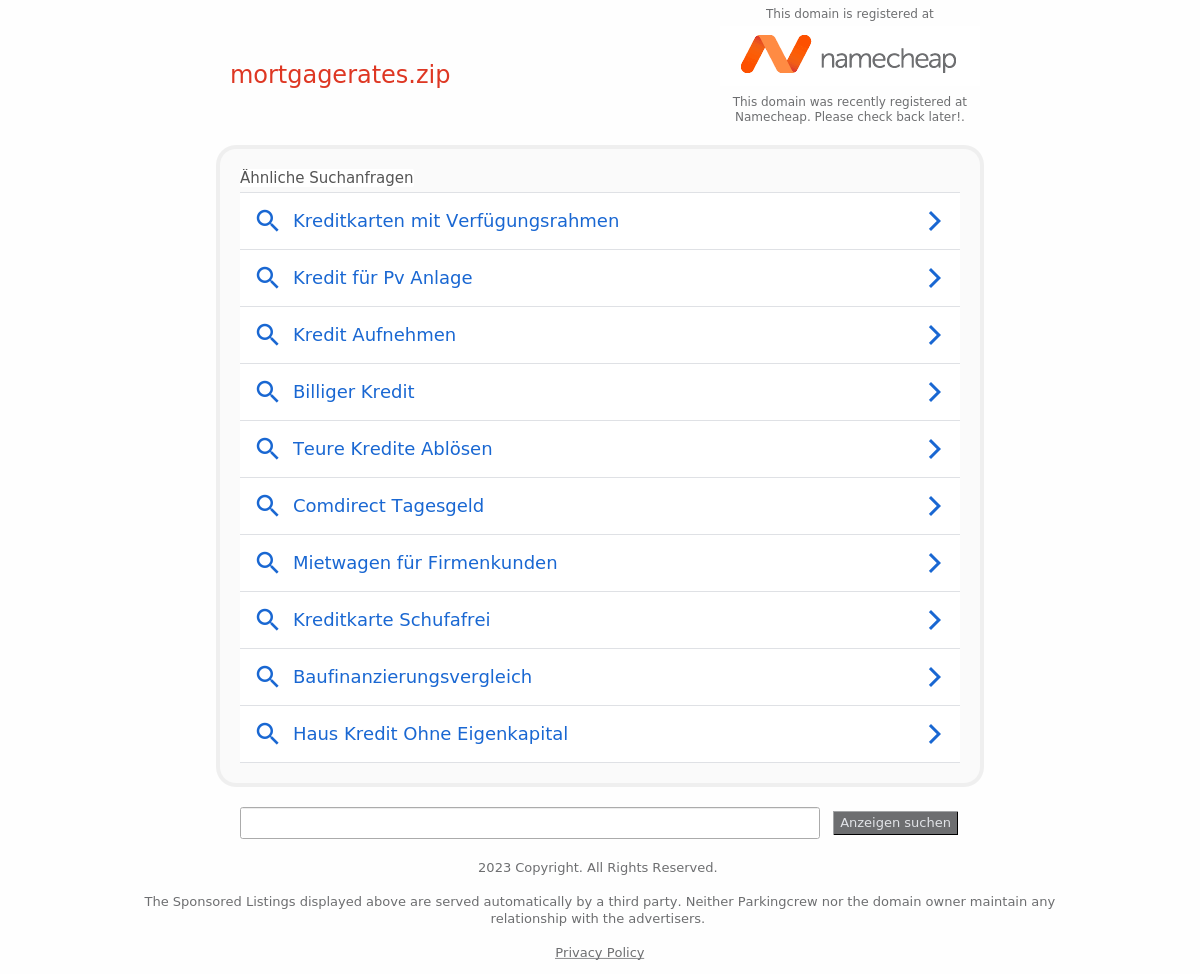 This domain is registered at
namecheap
mortgagerates.zip
This domain was recently registered at
Namecheap. Please check back later!.
Ähnliche Suchanfragen
Kreditkarten mit Verfügungsrahmen
Kredit für Pv Anlage
Kredit Aufnehmen
Billiger Kredit
Teure Kredite Ablösen
Comdirect Tagesgeld
Mietwagen für Firmenkunden
Kreditkarte Schufafrei
Baufinanzierungsvergleich
Haus Kredit Ohne Eigenkapital
Anzeigen suchen
2023 Copyright. All Rights Reserved.
The Sponsored Listings displayed above are served automatically by a third party. Neither Parkingcrew nor the domain owner maintain any
relationship with the advertisers.
Privacy Policy